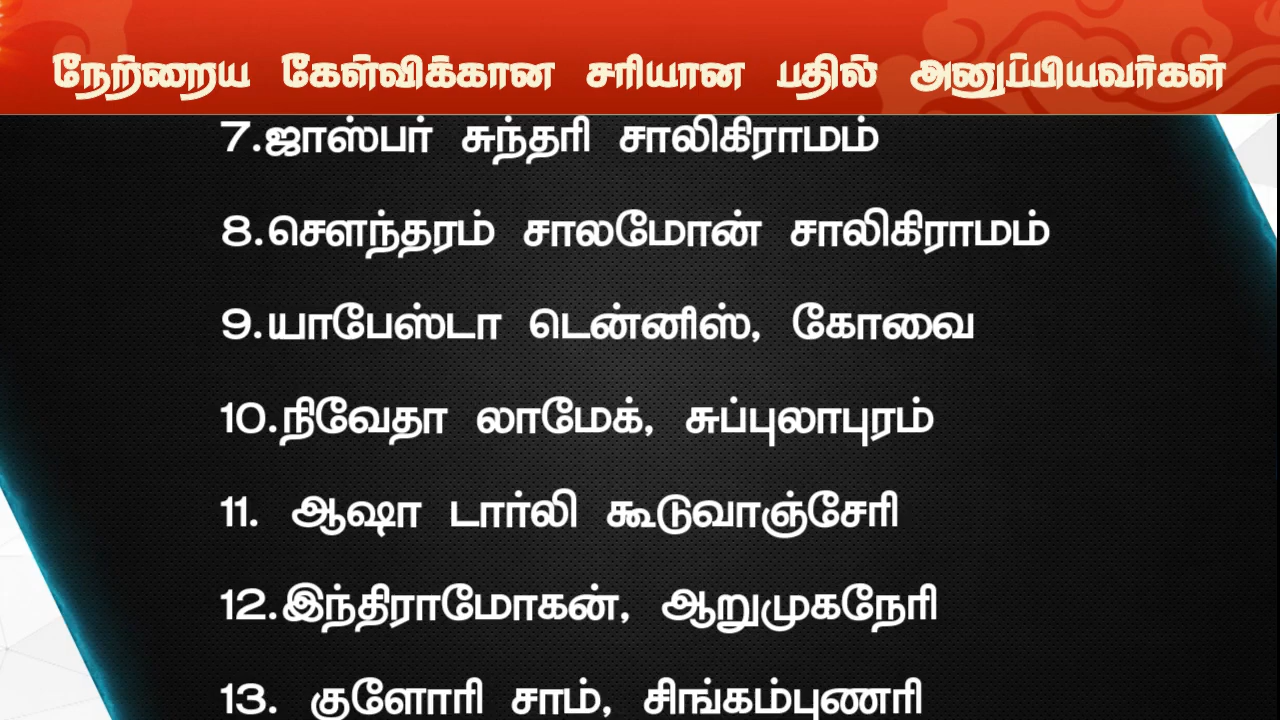 நேற்றைய கேள்விக்கான சரியான பதில் அனுப்பியவர்கள்
7.ஜாஸ்பர் சுந்தரி சாலிகிராமம்
8.சௌந்தரம் சாலமோன் சாலிகிராமம்
9.யாபேஸ்டா டென்னிஸ், கோவை
10.நிவேதா லாமேக், சுப்புலாபுரம்
11. ஆஷா டார்லி கூடுவாஞ்சேரி
12.இந்திராமோகன், ஆறுமுகநேரி
13. குளோரி சாம், சிங்கம்புணரி